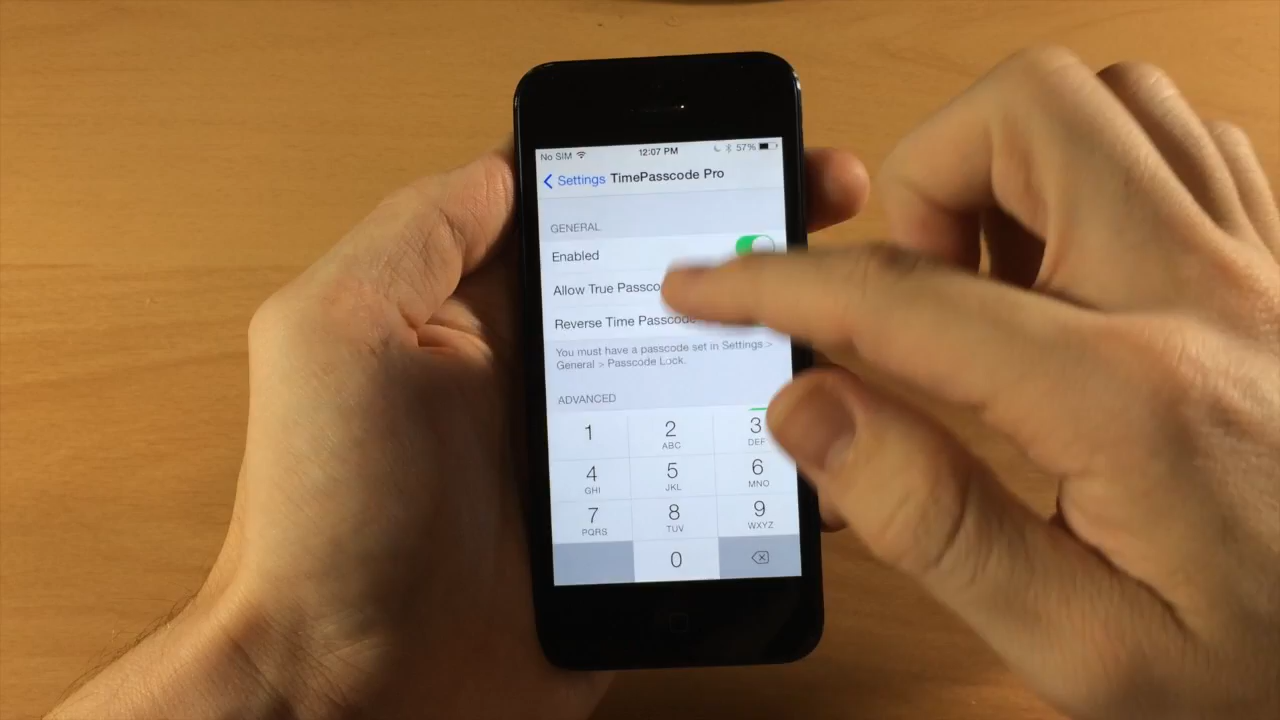 No SIM 12:07 PM 57%
Settings TimePasscode Pro
GENERAL
Enabled
Allow True
Reverse Time Passcode
You must have a passcode set in Settings >
General > Passcode Lock.
ADVANCED
1 2 3
ABC DEF
4 5 6
GHI JKL MNO
7 8 9
PQRS TUV WXYZ
0